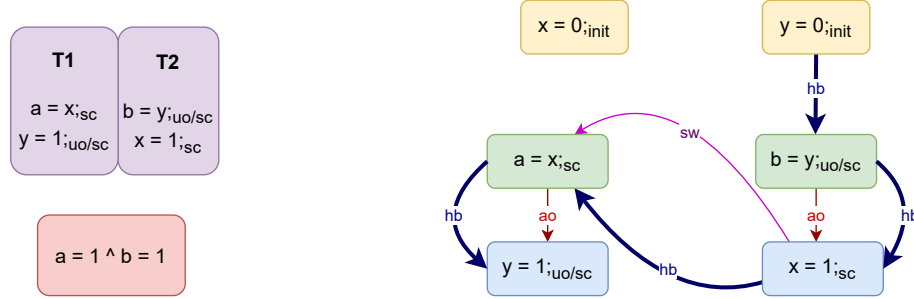 T1
a = x;sc
y = 1;uo/sc
T2
b = y;uo/sc
x = 1;sc
a = 1 ^ b = 1
x = 0;init
y = 0;init
hb
sw
a = x;sc
b = y;uo/sc
hb
ao
ao
hb
y = 1;uo/sc
hb
x = 1;sc